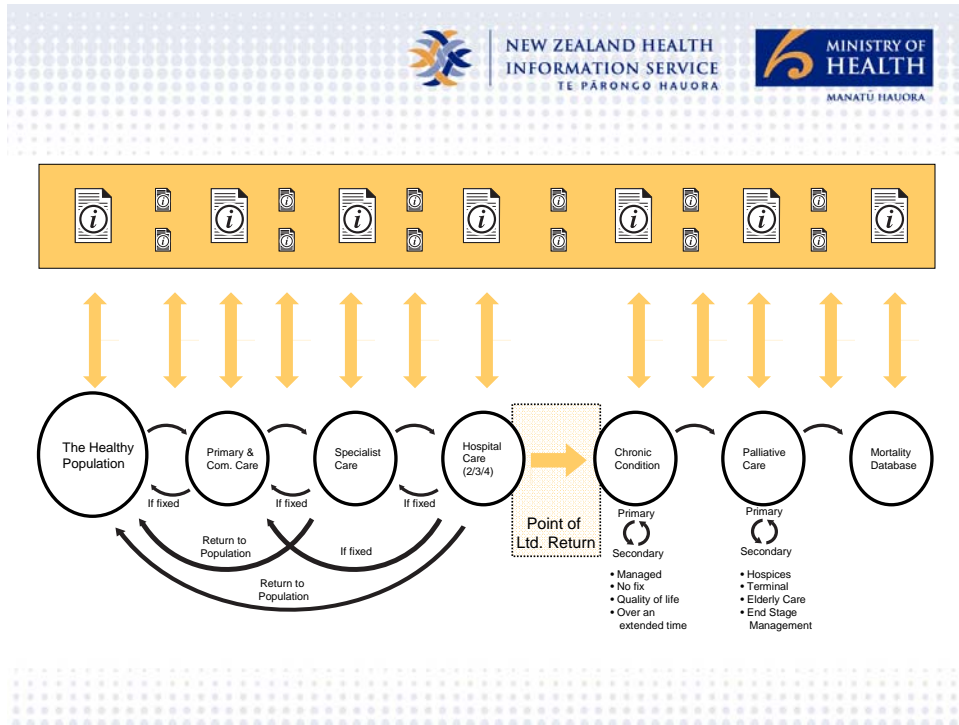 NEW ZEALAND HEALTH
INFORMATION SERVICE
TE PĀRONGO HAUORA
MINISTRY OF
HEALTH
MANATŪ HAUORA
i i i i i i i
i i i i i i
i i i i i i
The Healthy
Population
Primary &
Com. Care
Specialist
Care
Hospital
Care
(2/3/4)
Chronic
Condition
Palliative
Care
Mortality
Database
If fixed
If fixed
If fixed
Point of
Ltd. Return
Return to
Population
If fixed
Return to
Population
Primary
Secondary
• Managed
• No fix
• Quality of life
• Over an
extended time
Primary
Secondary
• Hospices
• Terminal
• Elderly Care
• End Stage
Management